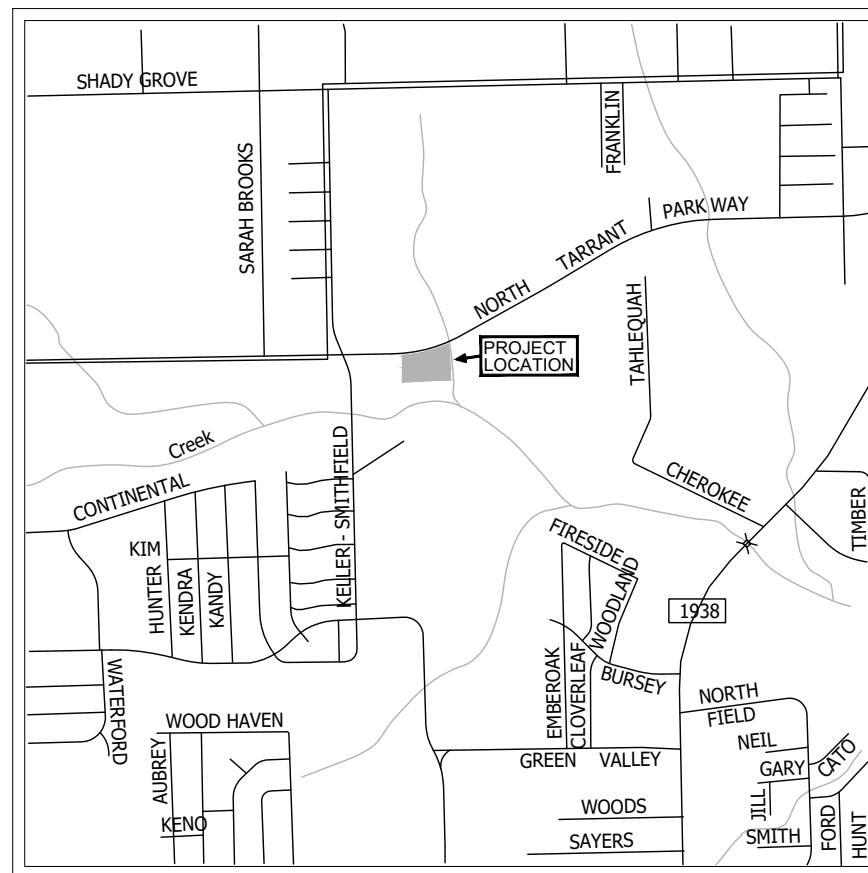 SHADY GROVE
FRANKLIN
SARAH BROOKS
PARK WAY
TARRANT
NORTH
TAHLEQUAH
PROJECT
LOCATION
Creek
KELLER - SMITHFIELD
CONTINENTAL
CHEROKEE
TIMBER
KIM
HUNTER
KENDRA
KANDY
FIRESIDE
WOODLAND
1938
EMBEROAK
CLOVERLEAF
BURSEY
WATERFORD
NORTH
FIELD
WOOD HAVEN
AUBREY
NEIL
CATO
GREEN VALLEY
GARY
JILL
WOODS
KENO
SMITH
FORD
HUNT
SAYERS